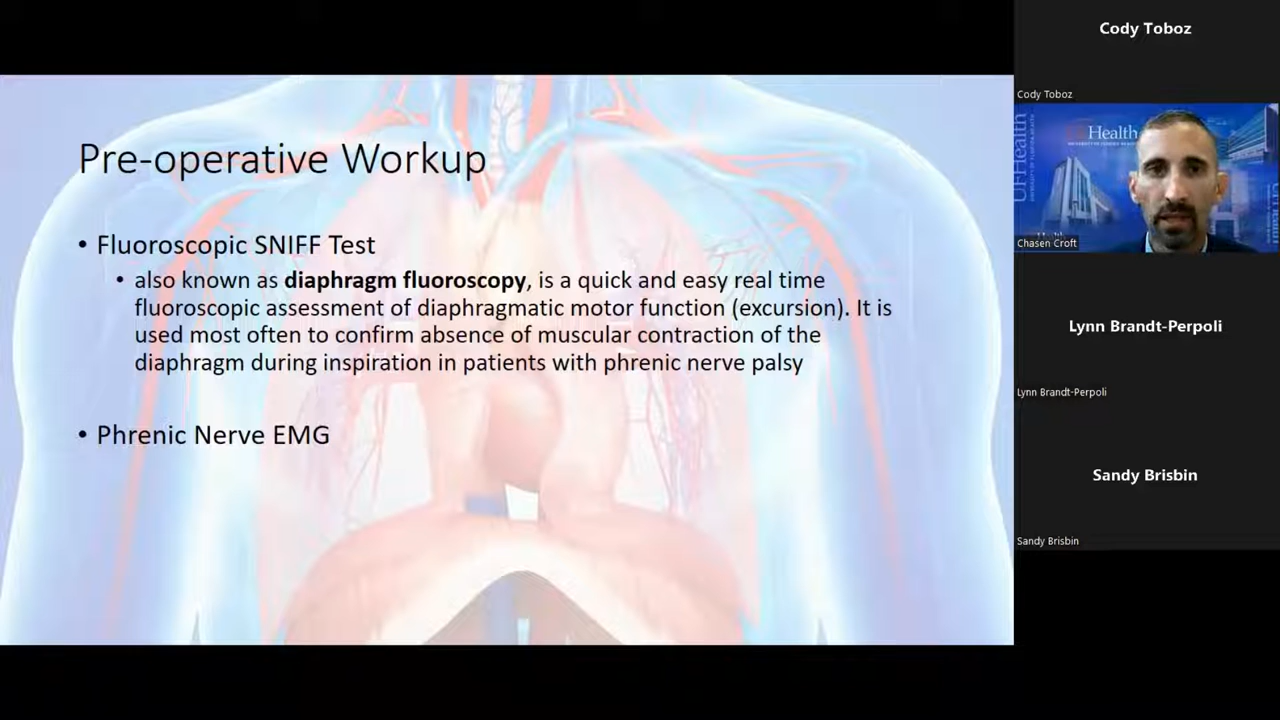 Pre-operative Workup
• Fluoroscopic SNIFF Test
• also known as diaphragm fluoroscopy, is a quick and easy real time
fluoroscopic assessment of diaphragmatic motor function (excursion). It is
used most often to confirm absence of muscular contraction of the
diaphragm during inspiration in patients with phrenic nerve palsy
• Phrenic Nerve EMG
Cody Toboz
Cody Toboz
UFHealth
Health
Chasen Croft
Lynn Brandt-Perpoli
Lynn Brandt-Perpoli
Sandy Brisbin
Sandy Brisbin